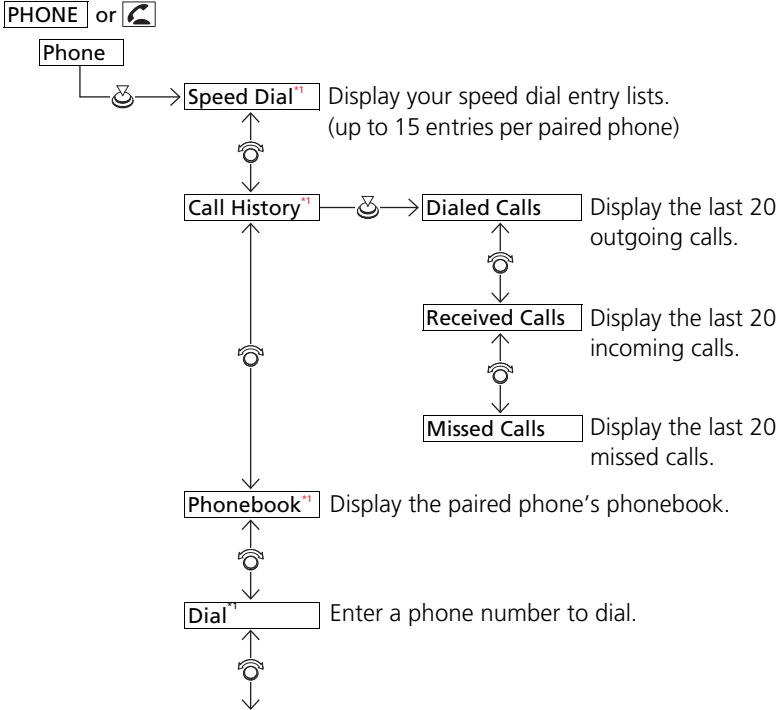 PHONE or
Phone
Speed Dial*1 Display your speed dial entry lists.
(up to 15 entries per paired phone)
Call History*1 Dialed Calls Display the last 20
outgoing calls.
Received Calls Display the last 20
incoming calls.
Missed Calls Display the last 20
missed calls.
Phonebook*1 Display the paired phone’s phonebook.
Dial*1 Enter a phone number to dial.